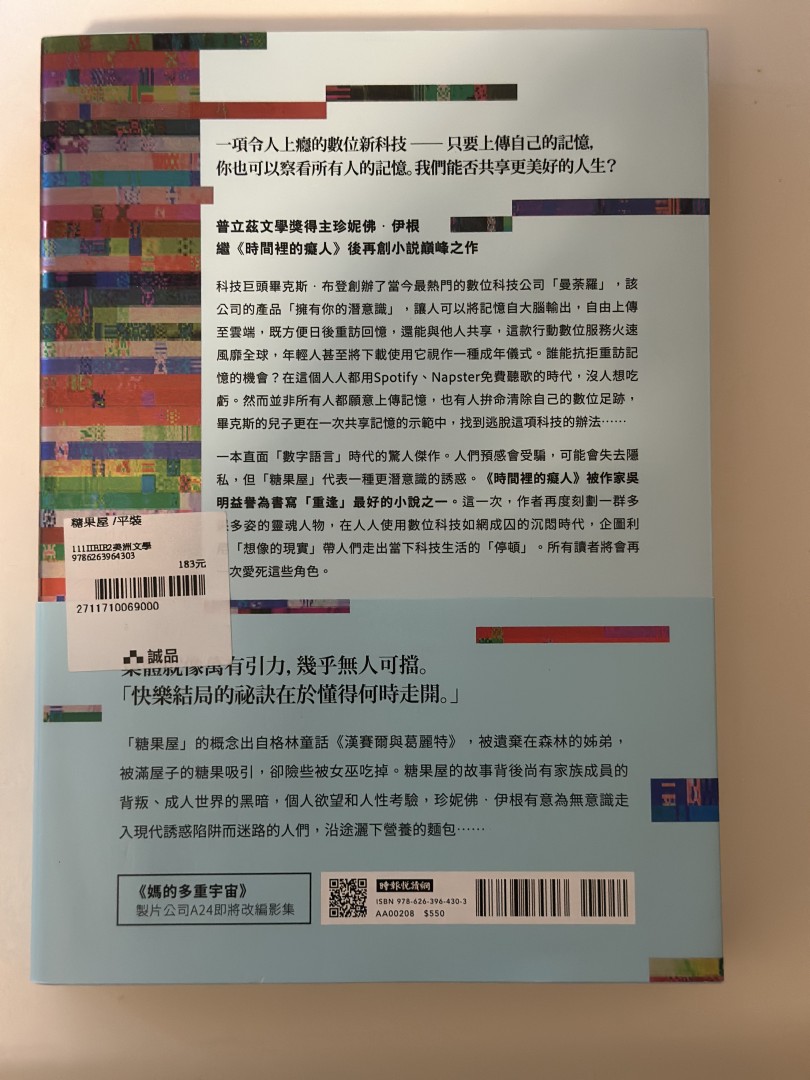 一項令人上癮的數位新科技——只要上傳自己的記憶,
你也可以察看所有人的記憶。我們能否共享更美好的人生?
普立茲文學獎得主珍妮佛‧伊根
繼《時間裡的癡人》後再創小說巔峰之作
科技巨頭畢克斯‧布登創辦了當今最熱門的數位科技公司「曼荼羅」,該
公司的產品「擁有你的潛意識」,讓人可以將記憶自大腦輸出,自由上傳
至雲端,既方便日後重訪回憶,還能與他人共享,這款行動數位服務火速
風靡全球,年輕人甚至將下載使用它視作一種成年儀式。誰能抗拒重訪記
憶的機會?在這個人人都用Spotify、Napster免費聽歌的時代,沒人想吃
虧。然而並非所有人都願意上傳記憶,也有人拚命清除自己的數位足跡,
畢克斯的兒子更在一次共享記憶的示範中,找到逃脫這項科技的辦法……
一本直面「數字語言」時代的驚人傑作。人們預感會受騙,可能會失去隱
私,但「糖果屋」代表一種更潛意識的誘惑。《時間裡的癡人》被作家吳
明益譽為書寫「重逢」最好的小說之一。這一次,作者再度刻劃一群多
多姿的靈魂人物,在人人使用數位科技如網成囚的沉悶時代,企圖利
「想像的現實」帶人們走出當下科技生活的「停頓」。所有讀者將會再
次愛死這些角色。
糖果屋 /平裝
111IIBIB2美洲文學
9786263964303
183元
2711710069000
誠品
集體就像萬有引力,幾乎無人可擋。
「快樂結局的祕訣在於懂得何時走開。」
「糖果屋」的概念出自格林童話《漢賽爾與葛麗特》,被遺棄在森林的姊弟,
被滿屋子的糖果吸引,卻險些被女巫吃掉。糖果屋的故事背後尚有家族成員的
背叛、成人世界的黑暗,個人欲望和人性考驗,珍妮佛‧伊根有意為無意識走
入現代誘惑陷阱而迷路的人們,沿途灑下營養的麵包……
《媽的多重宇宙》
製片公司A24即將改編影集
時報悅讀網
ISBN 978-626-396-430-3
AA00208 $550